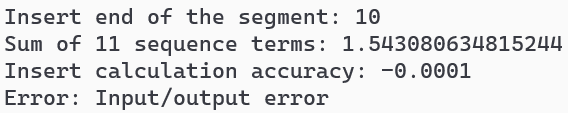 Insert end of the segment: 10
Sum of 11 sequence terms: 1.543080634815244
Insert calculation accuracy: −0.0001
Error: Input/output error